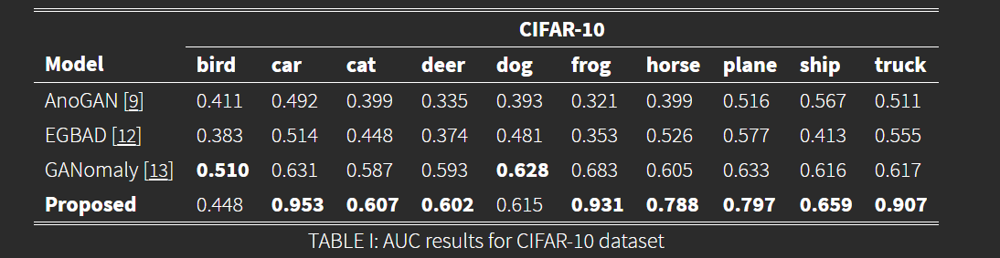 CIFAR-10
Model bird car cat deer dog frog horse plane ship truck
AnoGAN [9] 0.411 0.492 0.399 0.335 0.393 0.321 0.399 0.516 0.567 0.511
EGBAD [12] 0.383 0.514 0.448 0.374 0.481 0.353 0.526 0.577 0.413 0.555
GANomaly [13] 0.510 0.631 0.587 0.593 0.628 0.683 0.605 0.633 0.616 0.617
Proposed 0.448 0.953 0.607 0.602 0.615 0.931 0.788 0.797 0.659 0.907
TABLE I: AUC results for CIFAR-10 dataset